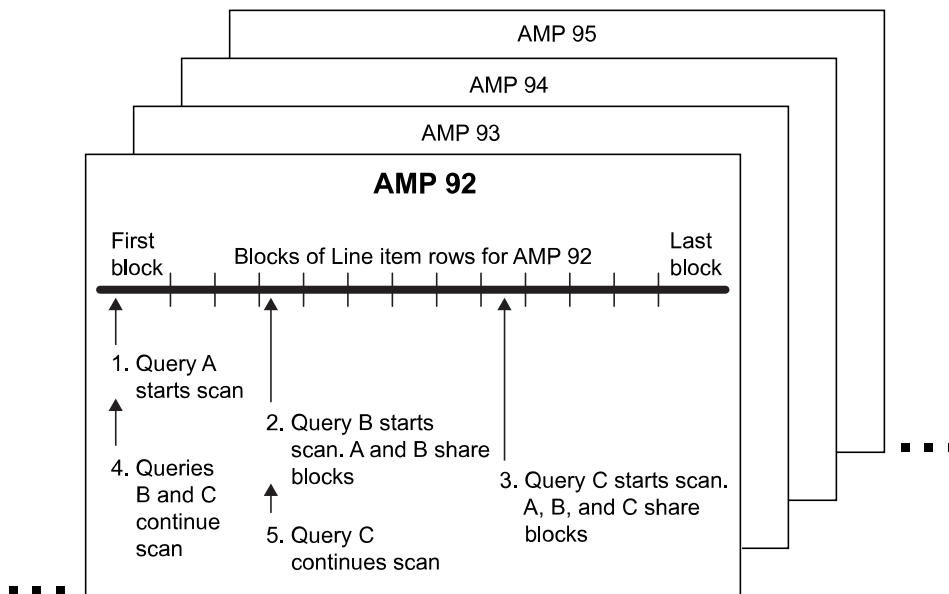 AMP 95
AMP 94
AMP 93
AMP 92
First
block
Blocks of Line item rows for AMP 92
Last
block
1. Query A
starts scan
2. Query B starts
scan. A and B share
blocks
3. Query C starts scan.
A, B, and C share
blocks
4. Queries
B and C
continue
scan
5. Query C
continues scan